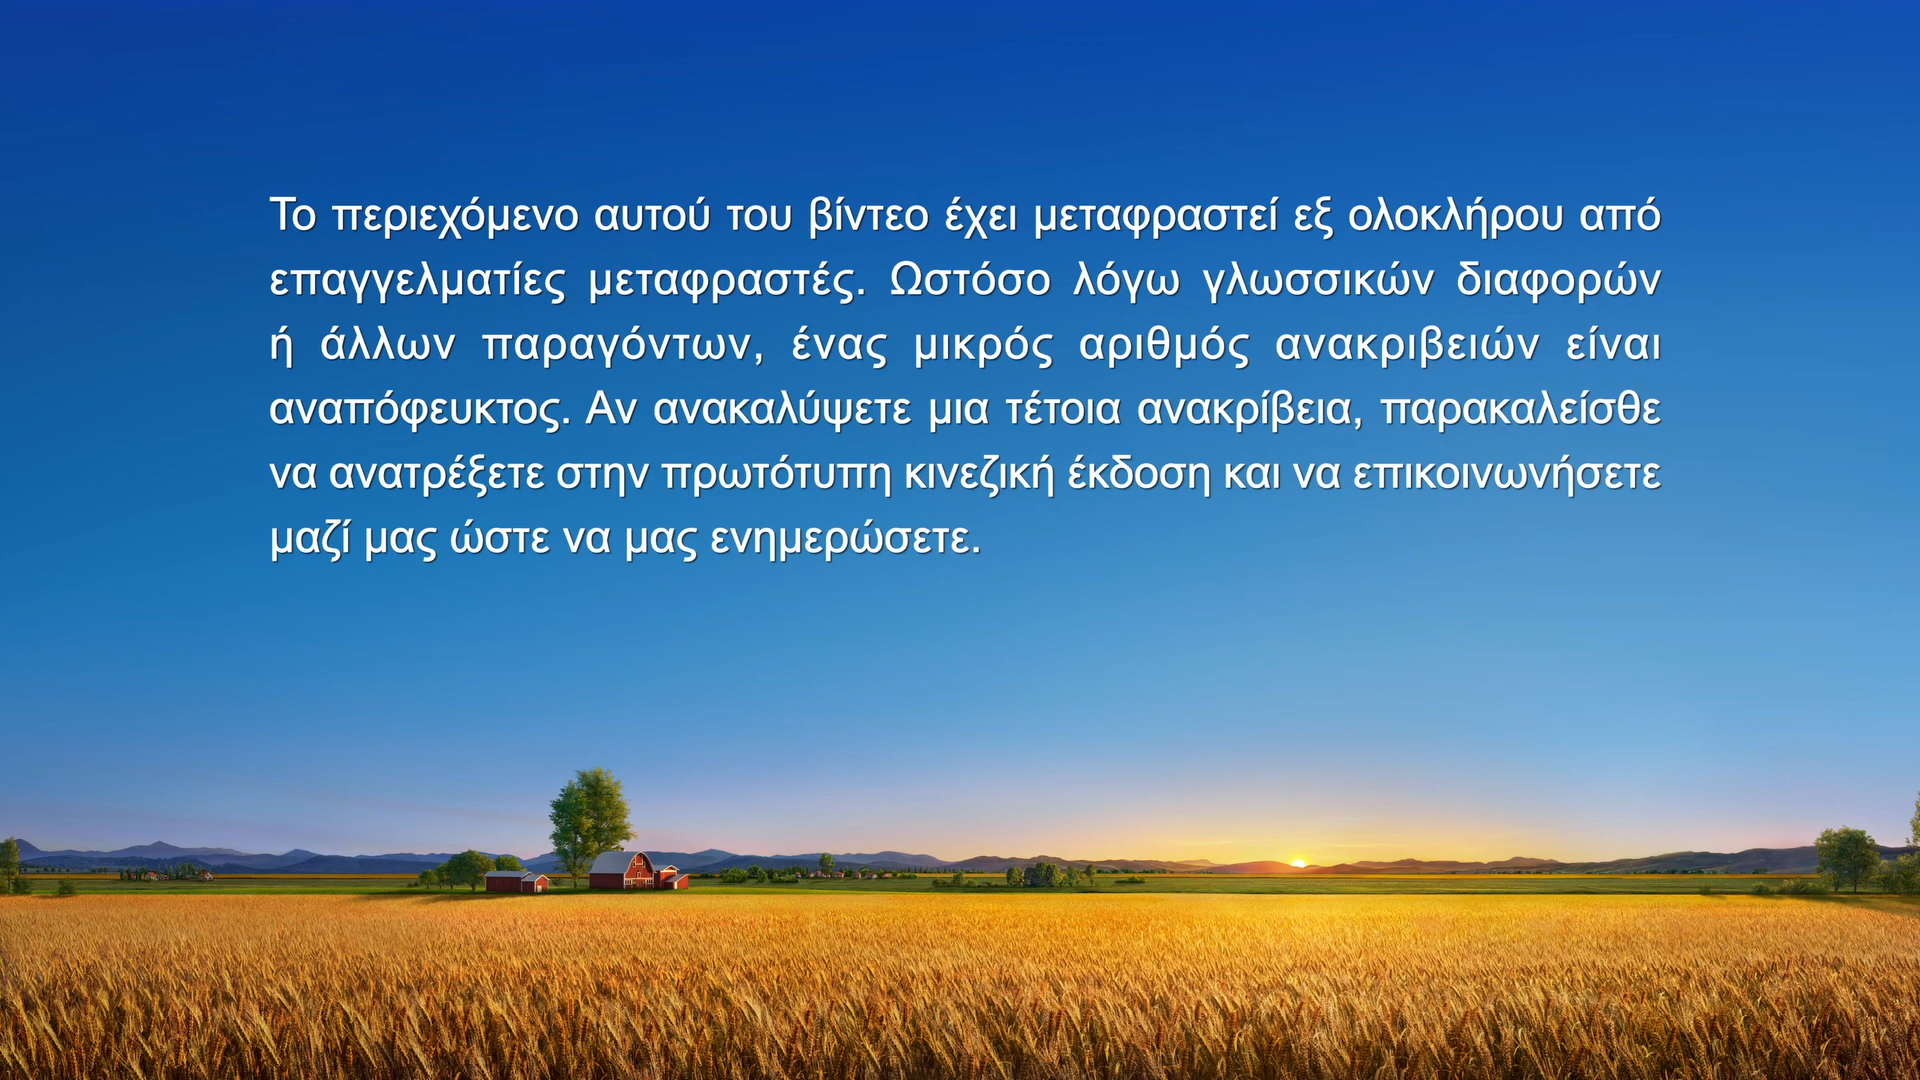 Το περιεχόμενο αυτού του βίντεο έχει μεταφραστεί εξ ολοκλήρου από
επαγγελματίες μεταφραστές. Ωστόσο λόγω γλωσσικών διαφορών
ή άλλων παραγόντων, ένας μικρός αριθμός ανακριβειών είναι
αναπόφευκτος. Αν ανακαλύψετε μια τέτοια ανακρίβεια, παρακαλείσθε
να ανατρέξετε στην πρωτότυπη κινεζική έκδοση και να επικοινωνήσετε
μαζί μας ώστε να μας ενημερώσετε.